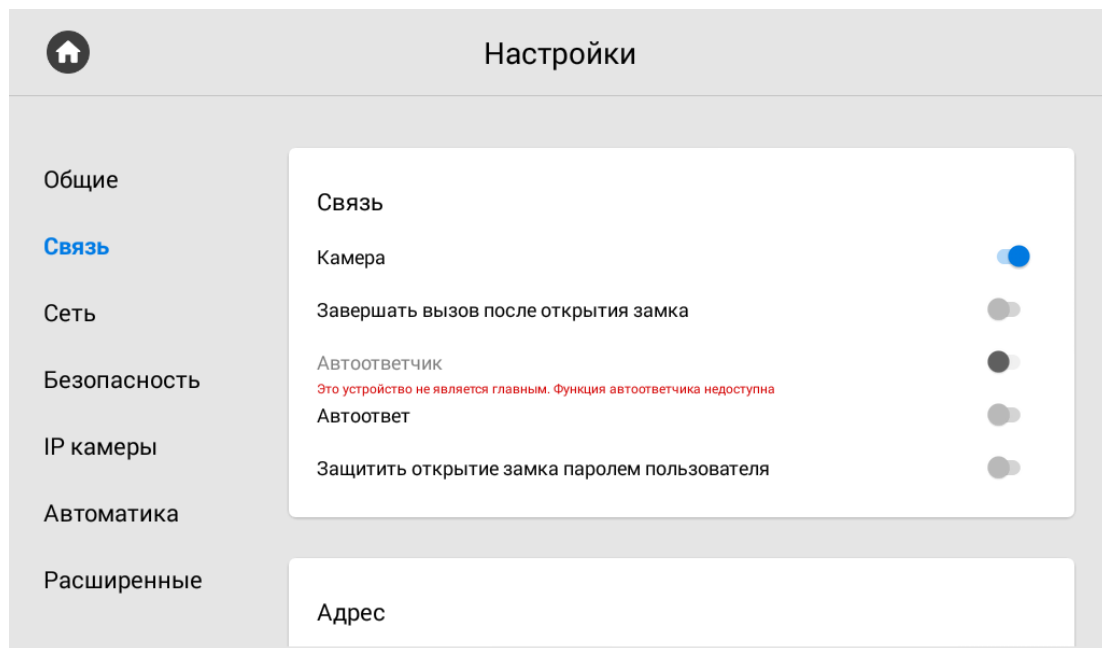 Настройки
Общие
Связь
Сеть
Безопасность
IP камеры
Автоматика
Расширенные
Связь
Камера
Завершать вызов после открытия замка
Автоответчик
Это устройство не является главным. Функция автоответчика недоступна
Автоответ
Защитить открытие замка паролем пользователя
Адрес